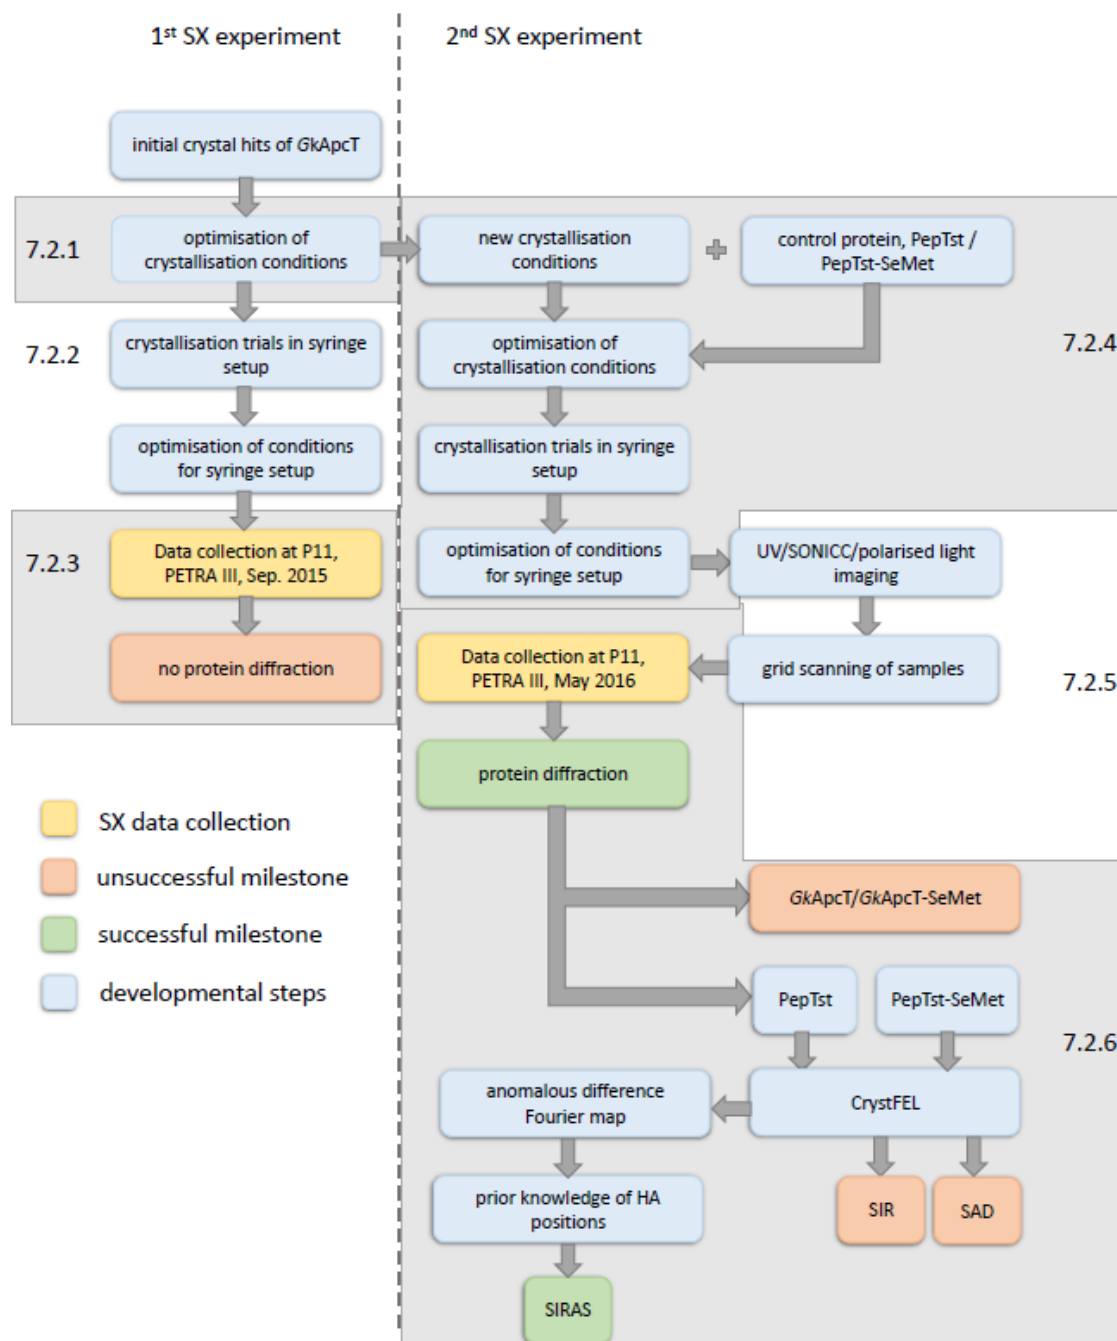 1st SX experiment
2nd SX experiment
initial crystal hits of GkApcT
7.2.1
optimisation of
crystallisation conditions
new crystallisation
conditions
control protein, PepTst /
PepTst-SeMet
7.2.2
crystallisation trials in syringe
setup
optimisation of
crystallisation conditions
7.2.4
optimisation of conditions
for syringe setup
crystallisation trials in syringe
setup
7.2.3
Data collection at P11,
PETRA III, Sep. 2015
optimisation of conditions
for syringe setup
UV/SONICC/polarised light
imaging
no protein diffraction
Data collection at P11,
PETRA III, May 2016
grid scanning of samples
7.2.5
protein diffraction
SX data collection
unsuccessful milestone
successful milestone
developmental steps
GkApcT/GkApcT-SeMet
PepTst
PepTst-SeMet
7.2.6
anomalous difference
Fourier map
CrystFEL
prior knowledge of HA
positions
SIR
SAD
SIRAS